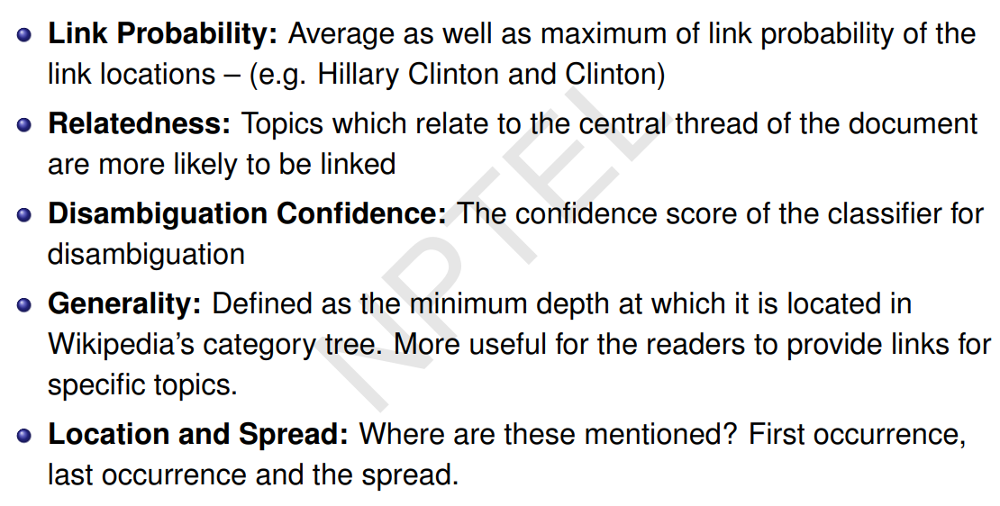 Link Probability: Average as well as maximum of link probability of the
link locations – (e.g. Hillary Clinton and Clinton)
Relatedness: Topics which relate to the central thread of the document
are more likely to be linked
Disambiguation Confidence: The confidence score of the classifier for
disambiguation
Generality: Defined as the minimum depth at which it is located in
Wikipedia's category tree. More useful for the readers to provide links for
specific topics.
Location and Spread: Where are these mentioned? First occurrence,
last occurrence and the spread.
NPTEL